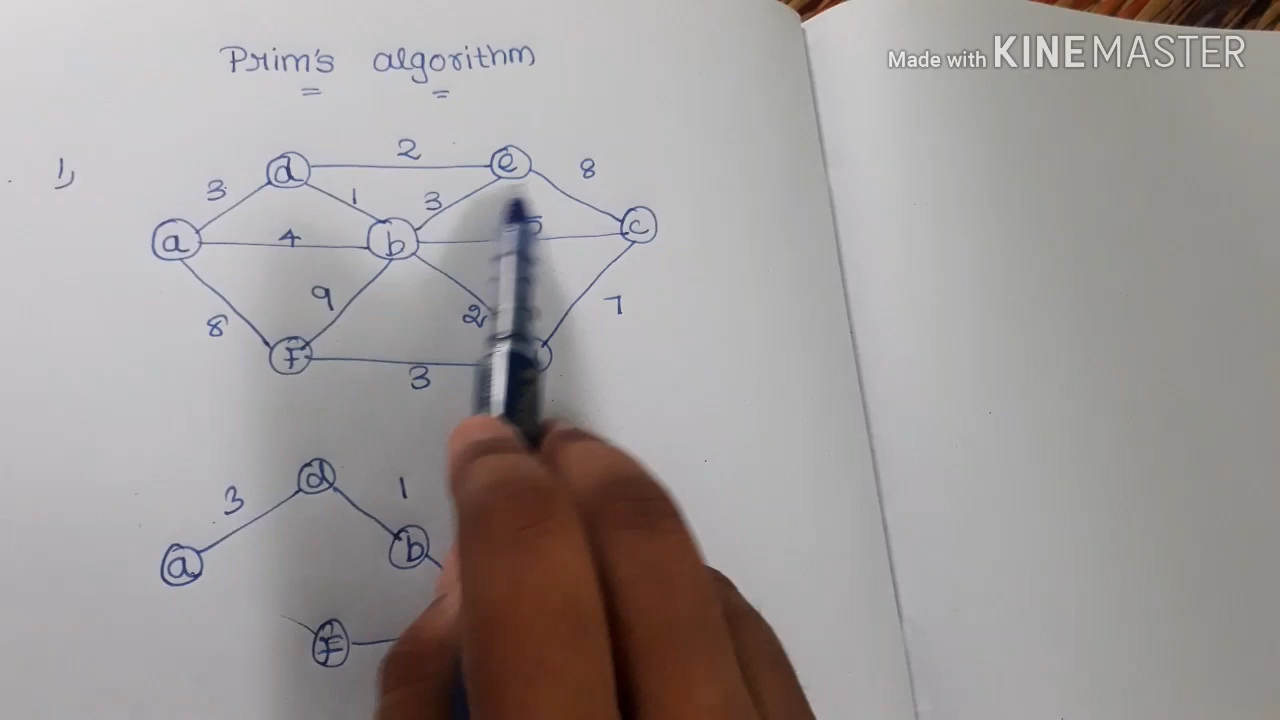 Prim's algorithm
Made with KINEMASTER
1,
d 2 e 8
3 1 3
a 4 b 5 c
9
8 2 7
f 3
d 1
3
a b
f